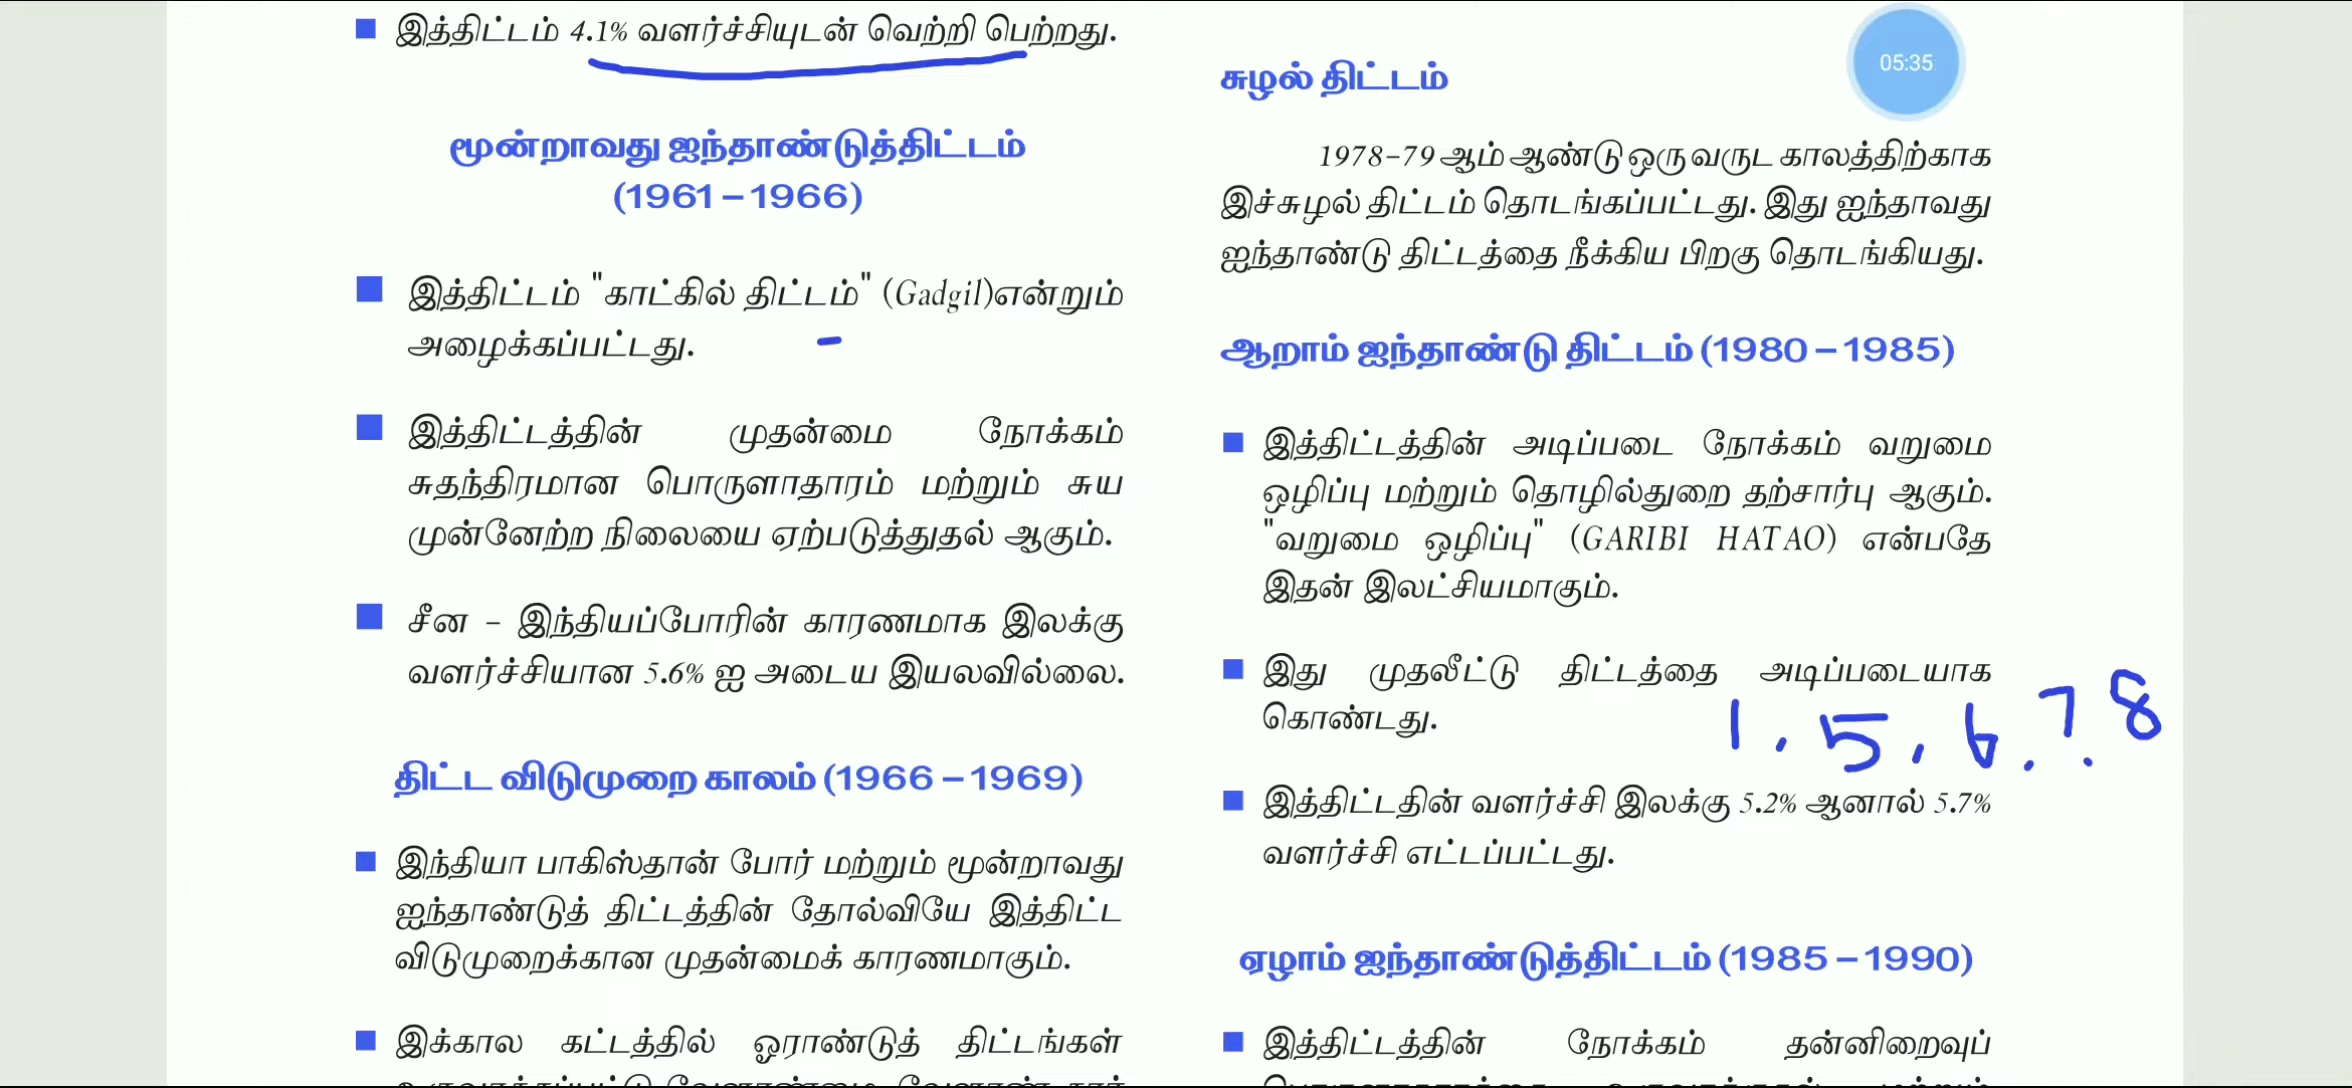 இத்திட்டம் 4.1% வளர்ச்சியுடன் வெற்றி பெற்றது.
மூன்றாவது ஐந்தாண்டுத்திட்டம்
(1961 – 1966)
இத்திட்டம் "காட்கில் திட்டம்" (Gadgil)என்றும்
அழைக்கப்பட்டது.
இத்திட்டத்தின் முதன்மை நோக்கம்
சுதந்திரமான பொருளாதாரம் மற்றும் சுய
முன்னேற்ற நிலையை ஏற்படுத்துதல் ஆகும்.
சீன – இந்தியப்போரின் காரணமாக இலக்கு
வளர்ச்சியான 5.6% ஐ அடைய இயலவில்லை.
திட்ட விடுமுறை காலம் (1966 – 1969)
இந்தியா பாகிஸ்தான் போர் மற்றும் மூன்றாவது
ஐந்தாண்டுத் திட்டத்தின் தோல்வியே இத்திட்ட
விடுமுறைக்கான முதன்மைக் காரணமாகும்.
இக்கால கட்டத்தில் ஓராண்டுத் திட்டங்கள்
05:35
சுழல் திட்டம்
1978-79 ஆம் ஆண்டு ஒரு வருட காலத்திற்காக
இச்சுழல் திட்டம் தொடங்கப்பட்டது. இது ஐந்தாவது
ஐந்தாண்டு திட்டத்தை நீக்கிய பிறகு தொடங்கியது.
ஆறாம் ஐந்தாண்டு திட்டம் (1980 – 1985)
இத்திட்டத்தின் அடிப்படை நோக்கம் வறுமை
ஒழிப்பு மற்றும் தொழில்துறை தற்சார்பு ஆகும்.
"வறுமை ஒழிப்பு" (GARIBI HATAO) என்பதே
இதன் இலட்சியமாகும்.
இது முதலீட்டு திட்டத்தை அடிப்படையாக
கொண்டது.
1, 5, 6, 7, 8
இத்திட்டதின் வளர்ச்சி இலக்கு 5.2% ஆனால் 5.7%
வளர்ச்சி எட்டப்பட்டது.
ஏழாம் ஐந்தாண்டுத்திட்டம் (1985 – 1990)
இத்திட்டத்தின் நோக்கம் தன்னிறைவுப்